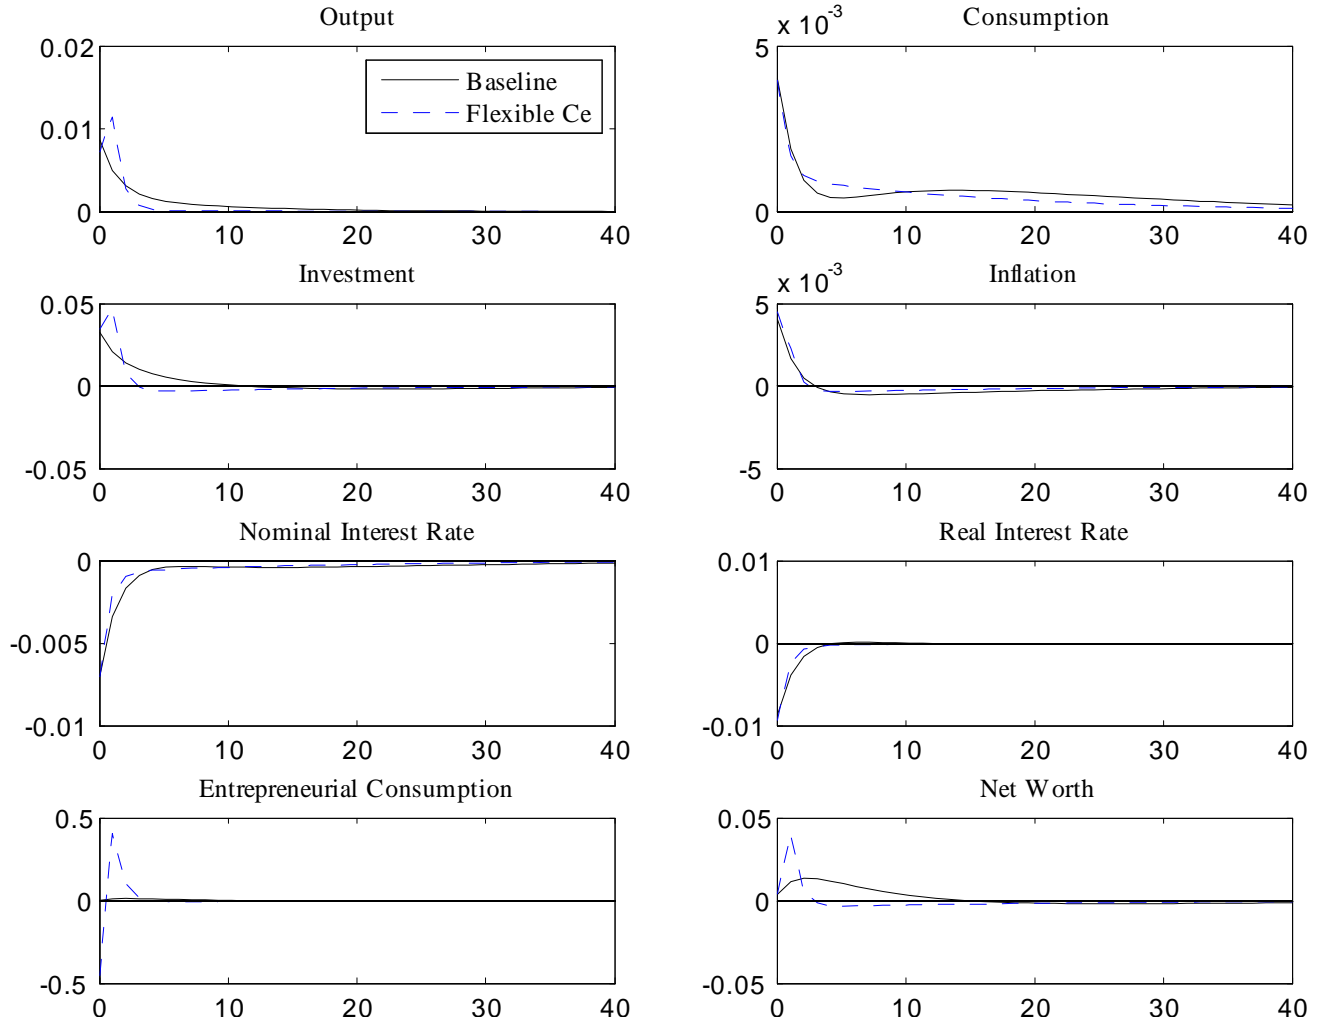 Output
0.02
0.01
0
0 10 20 30 40
Baseline
Flexible Ce
Consumption
x 10-3
5
0
0 10 20 30 40
Investment
0.05
0
-0.05
0 10 20 30 40
Inflation
x 10-3
5
0
-5
0 10 20 30 40
Nominal Interest Rate
0
-0.005
-0.01
0 10 20 30 40
Real Interest Rate
0.01
0
-0.01
0 10 20 30 40
Entrepreneurial Consumption
0.5
0
-0.5
0 10 20 30 40
Net Worth
0.05
0
-0.05
0 10 20 30 40